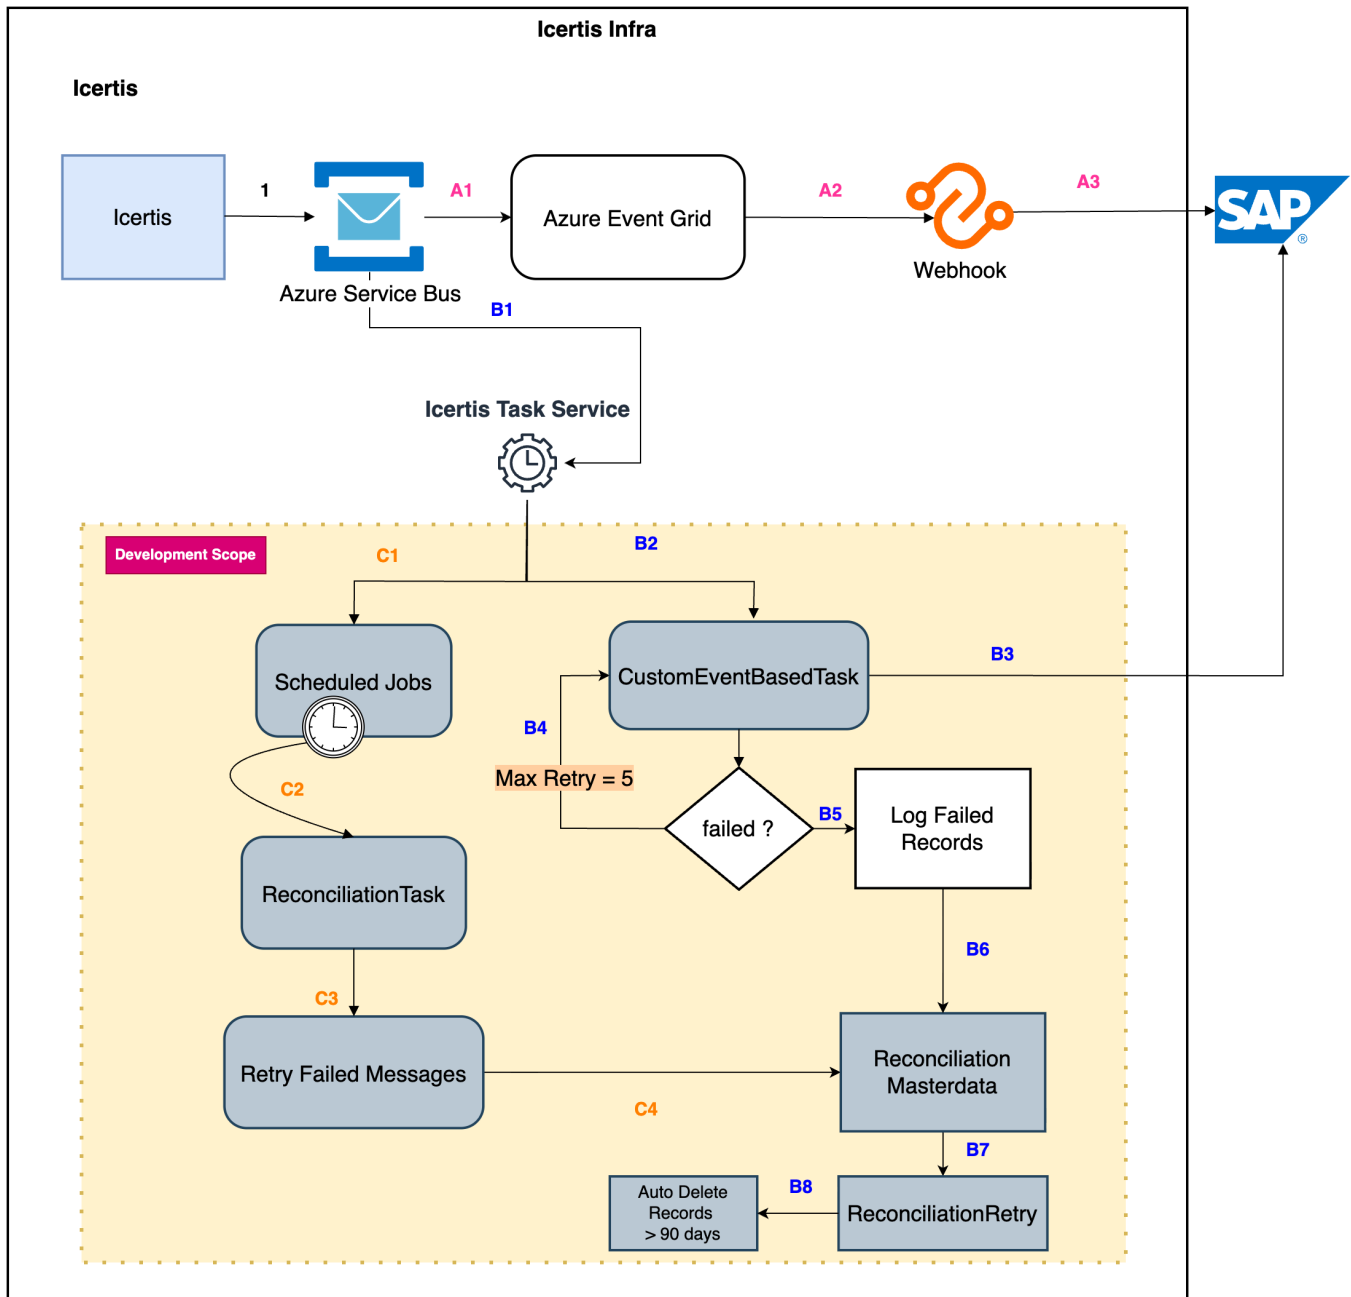 Icertis Infra
Icertis
Icertis
1
A1
Azure Event Grid
A2
A3
SAP
®
Azure Service Bus
Webhook
B1
Icertis Task Service
Development Scope
C1
B2
Scheduled Jobs
CustomEventBasedTask
B3
B4
Max Retry = 5
C2
failed ?
B5
Log Failed
Records
ReconciliationTask
B6
C3
Retry Failed Messages
C4
Reconciliation
Masterdata
B7
B8
Auto Delete
Records
> 90 days
ReconciliationRetry